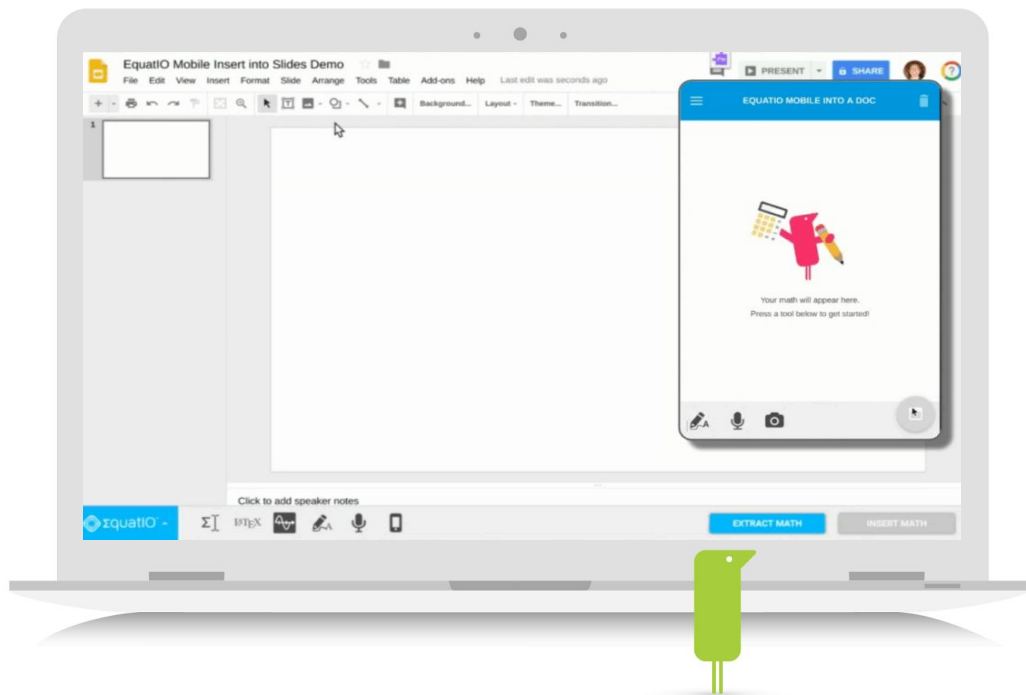 EquatIO Mobile Insert into Slides Demo
File Edit View Insert Format Slide Arrange Tools Table Add-ons Help Last edit was seconds ago
PRESENT
SHARE
?
Background... Layout Theme... Transition...
EQUATIO MOBILE INTO A DOC
1
Your math will appear here.
Press a tool below to get started!
A
Click to add speaker notes
ΣquatIO
Σ LATEX A
EXTRACT MATH
INSERT MATH